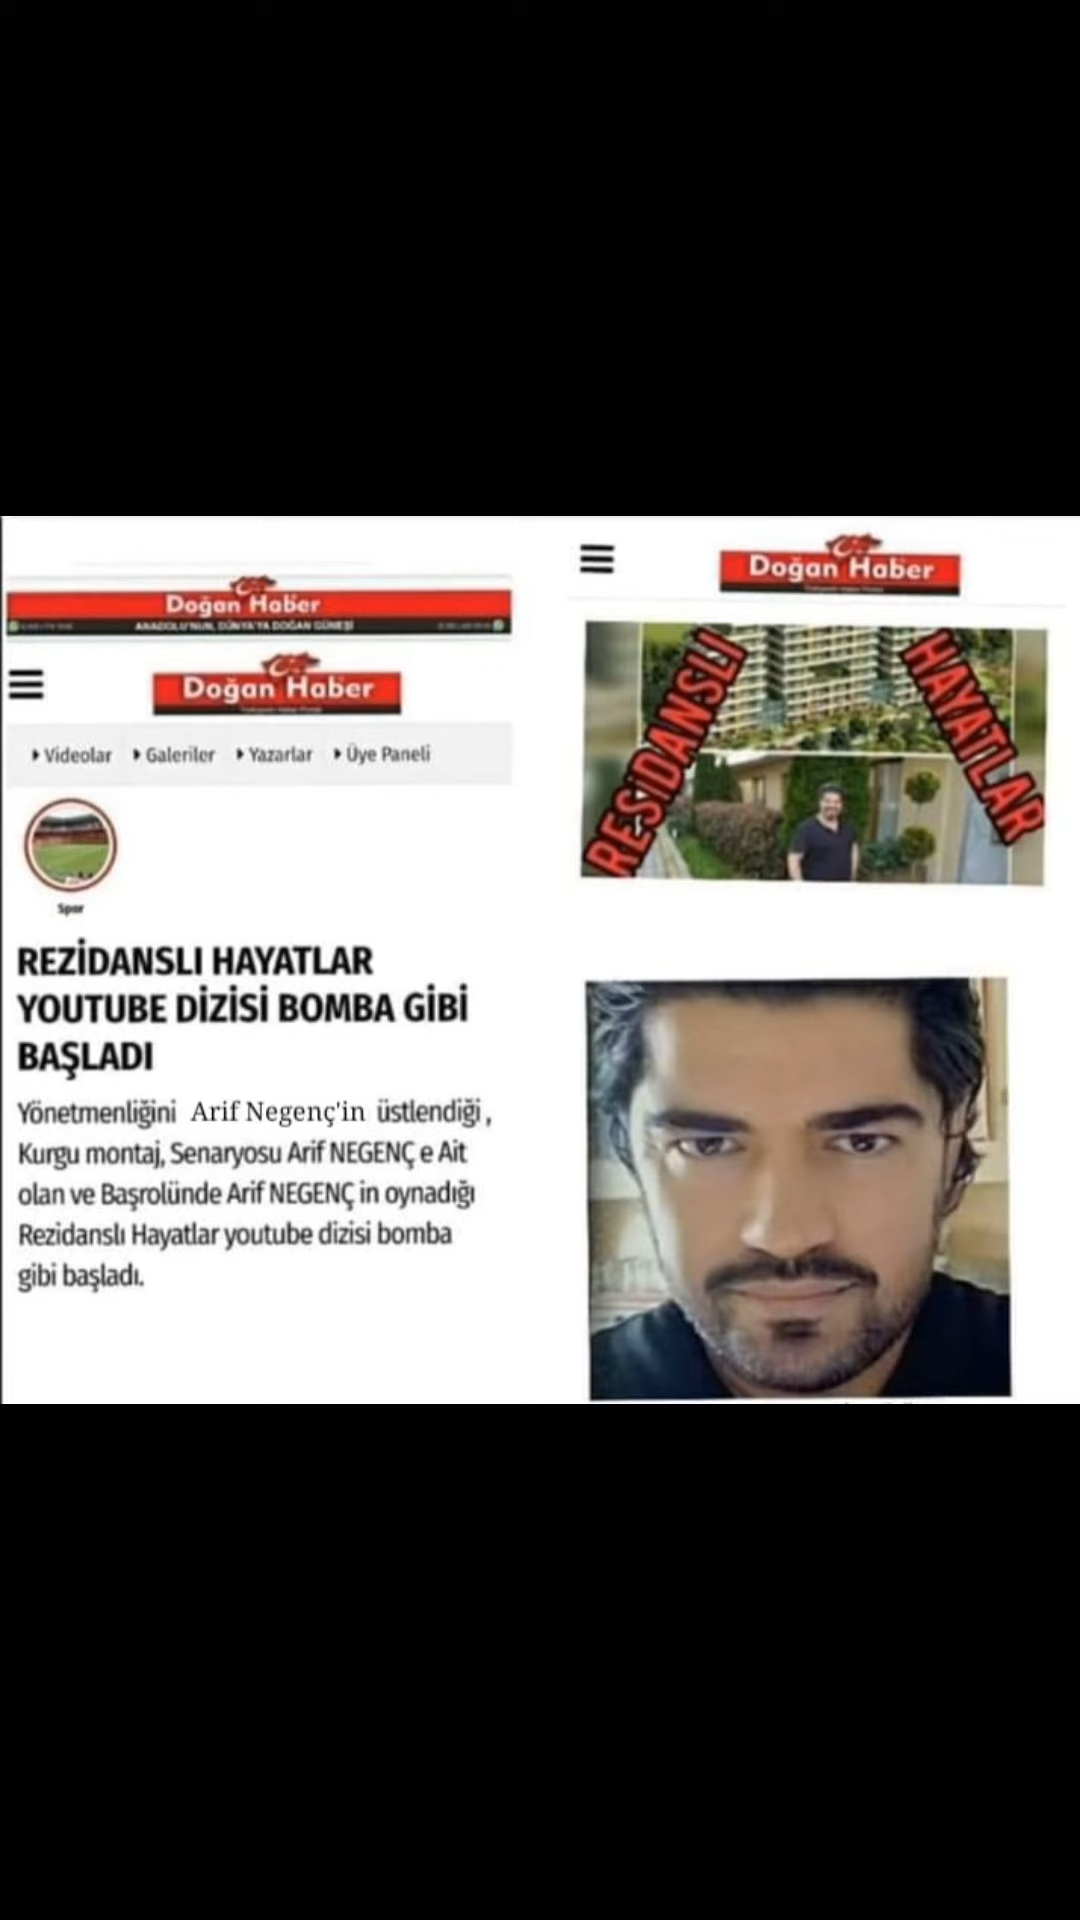 Doğan Haber
ANADOLU'NUN, DÜNYA'YA DOĞAN GÜNEŞİ
Doğan Haber
Videolar Galeriler Yazarlar Üye Paneli
Spor
REZİDANSLI HAYATLAR
YOUTUBE DİZİSİ BOMBA GİBİ
BAŞLADI
Yönetmenliğini Arif Negenç'in üstlendiği ,
Kurgu montaj, Senaryosu Arif NEGENÇ e Ait
olan ve Başrolünde Arif NEGENÇ in oynadığı
Rezidanslı Hayatlar youtube dizisi bomba
gibi başladı.
Doğan Haber
RESİDANSLI
HAYATLAR